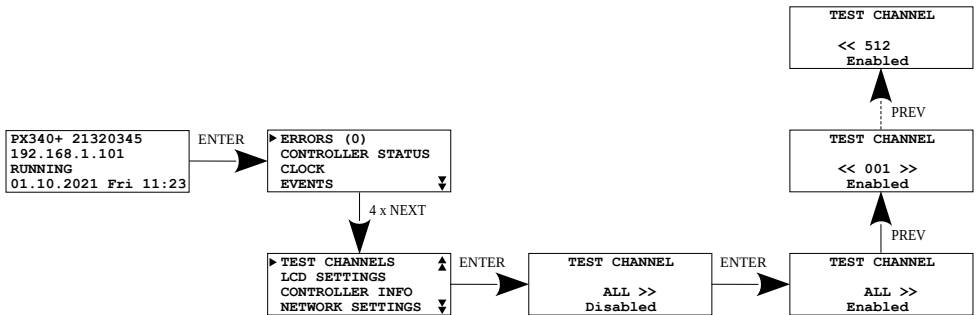 TEST CHANNEL
<< 512
Enabled
PREV
PX340+ 21320345
192.168.1.101
RUNNING
01.10.2021 Fri 11:23
ENTER
ERRORS (0)
CONTROLLER STATUS
CLOCK
EVENTS
TEST CHANNEL
<< 001 >>
Enabled
4 x NEXT
PREV
TEST CHANNELS
LCD SETTINGS
CONTROLLER INFO
NETWORK SETTINGS
ENTER
TEST CHANNEL
ALL >>
Disabled
ENTER
TEST CHANNEL
ALL >>
Enabled